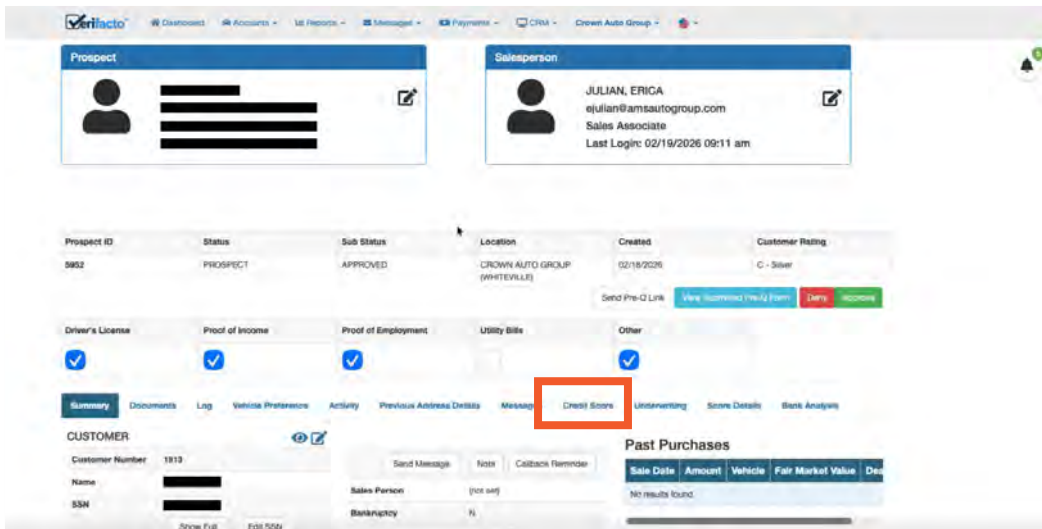 Verifacto
Dashboard Accounts Reports Messages Payments CRM Crown Auto Group
5
Prospect
Salesperson
JULIAN, ERICA
ejulian@amsautogroup.com
Sales Associate
Last Login: 02/19/2026 09:11 am
Prospect ID Status Sub Status Location Created Customer Rating
5952 PROSPECT APPROVED CROWN AUTO GROUP (WHITEVILLE) 02/18/2026 C - Silver
Send Pre-Q Link View Submitted Pre-Q Form Deny Approve
Driver's License Proof of Income Proof of Employment Utility Bills Other
Summary Documents Log Vehicle Preference Activity Previous Address Details Message Credit Score Underwriting Score Details Bank Analysis
CUSTOMER
Customer Number 1913
Name
SSN
Show Full Edit SSN
Send Message Note Callback Reminder
Sales Person (not set)
Bankruptcy N
Past Purchases
Sale Date Amount Vehicle Fair Market Value Dea
No results found.